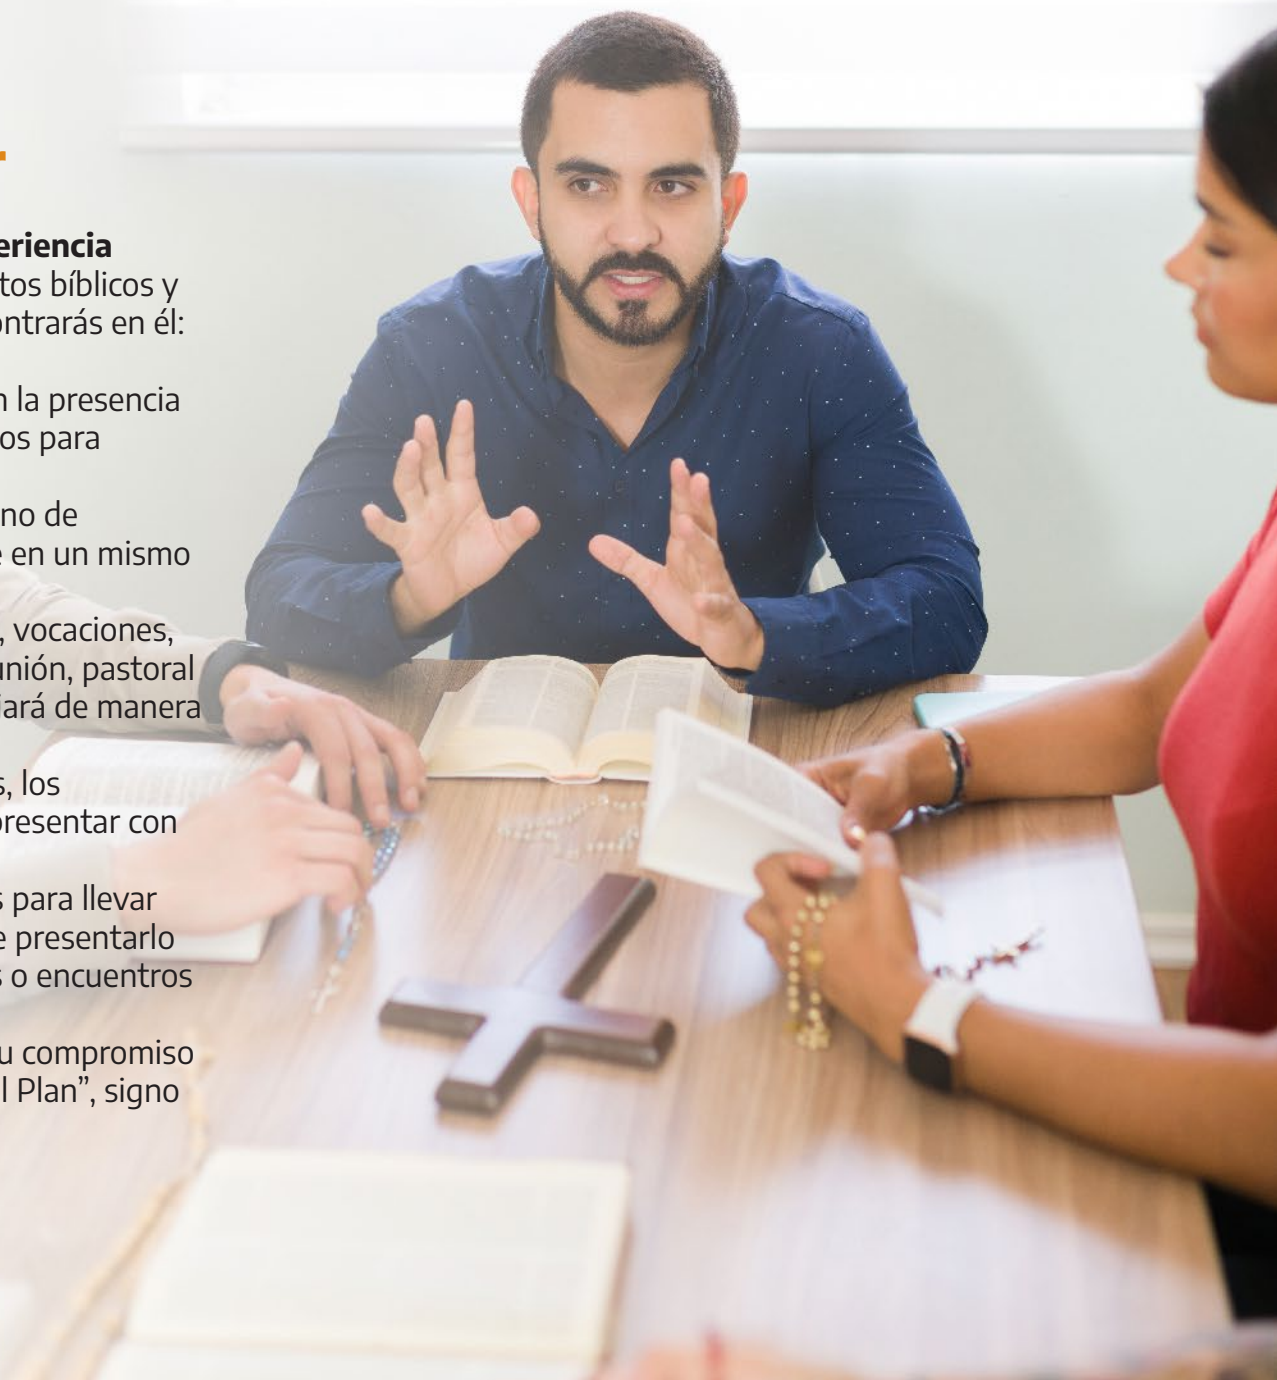 eriencia
tos bíblicos y
ontrarás en él:
n la presencia
os para
no de
e en un mismo
, vocaciones,
unión, pastoral
iará de manera
s, los
presentar con
s para llevar
e presentarlo
s o encuentros
u compromiso
l Plan”, signo